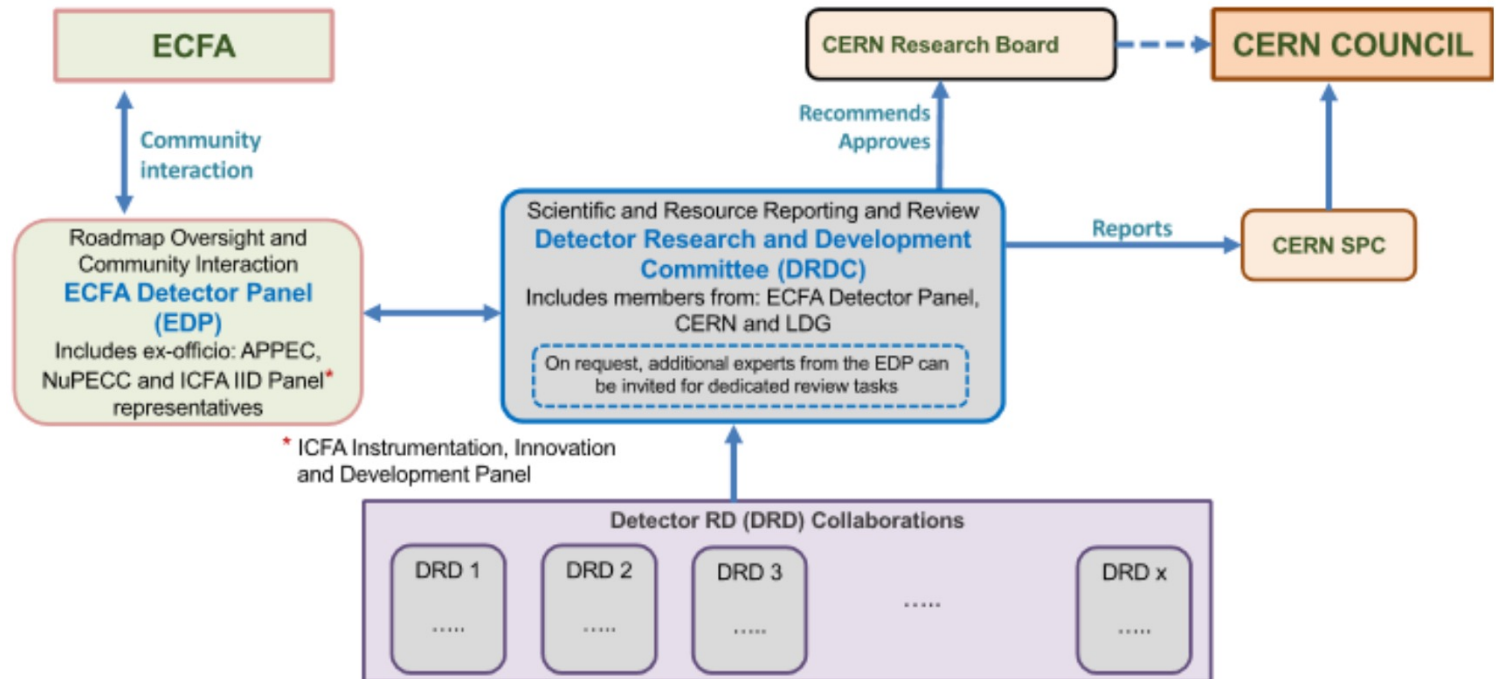 ECFA
CERN Research Board
CERN COUNCIL
Community
interaction
Recommends
Approves
Roadmap Oversight and
Community Interaction
ECFA Detector Panel
(EDP)
Includes ex-officio: APPEC,
NuPECC and ICFA IID Panel*
representatives
Scientific and Resource Reporting and Review
Detector Research and Development
Committee (DRDC)
Includes members from: ECFA Detector Panel,
CERN and LDG
On request, additional experts from the EDP can
be invited for dedicated review tasks
Reports
CERN SPC
* ICFA Instrumentation, Innovation
and Development Panel
Detector RD (DRD) Collaborations
DRD 1
.....
DRD 2
.....
DRD 3
.....
.....
DRD x
.....